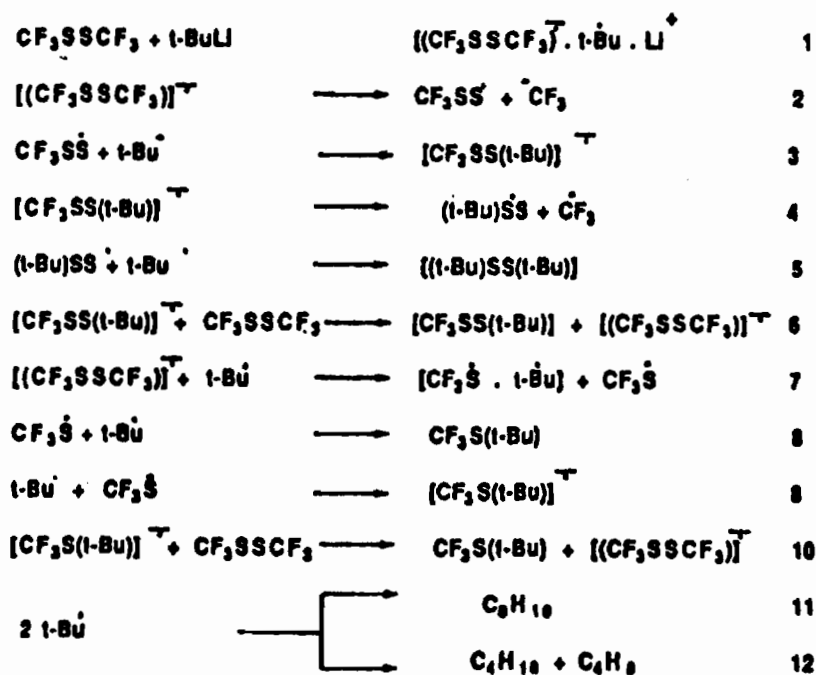 CF₃SSCF₃ + t-BuLi [(CF₃SSCF₃)]⁻· . t-Bu· . Li⁺ 1
[(CF₃SSCF₃)]⁻· ⟶ CF₃SS· + ⁻CF₃ 2
CF₃SS· + t-Bu⁻ ⟶ [CF₃SS(t-Bu)]⁻· 3
[CF₃SS(t-Bu)]⁻· ⟶ (t-Bu)SS· + CF₃⁻ 4
(t-Bu)SS· + t-Bu· ⟶ [(t-Bu)SS(t-Bu)] 5
[CF₃SS(t-Bu)]⁻· + CF₃SSCF₃ ⟶ [CF₃SS(t-Bu)] + [(CF₃SSCF₃)]⁻· 6
[(CF₃SSCF₃)]⁻· + t-Bu· ⟶ [CF₃S· . t-Bu·] + CF₃S⁻ 7
CF₃S· + t-Bu· ⟶ CF₃S(t-Bu) 8
t-Bu· + CF₃S⁻ ⟶ [CF₃S(t-Bu)]⁻· 8
[CF₃S(t-Bu)]⁻· + CF₃SSCF₃ ⟶ CF₃S(t-Bu) + [(CF₃SSCF₃)]⁻· 10
C₈H₁₈ 11
2 t-Bu·
C₄H₁₀ + C₄H₈ 12